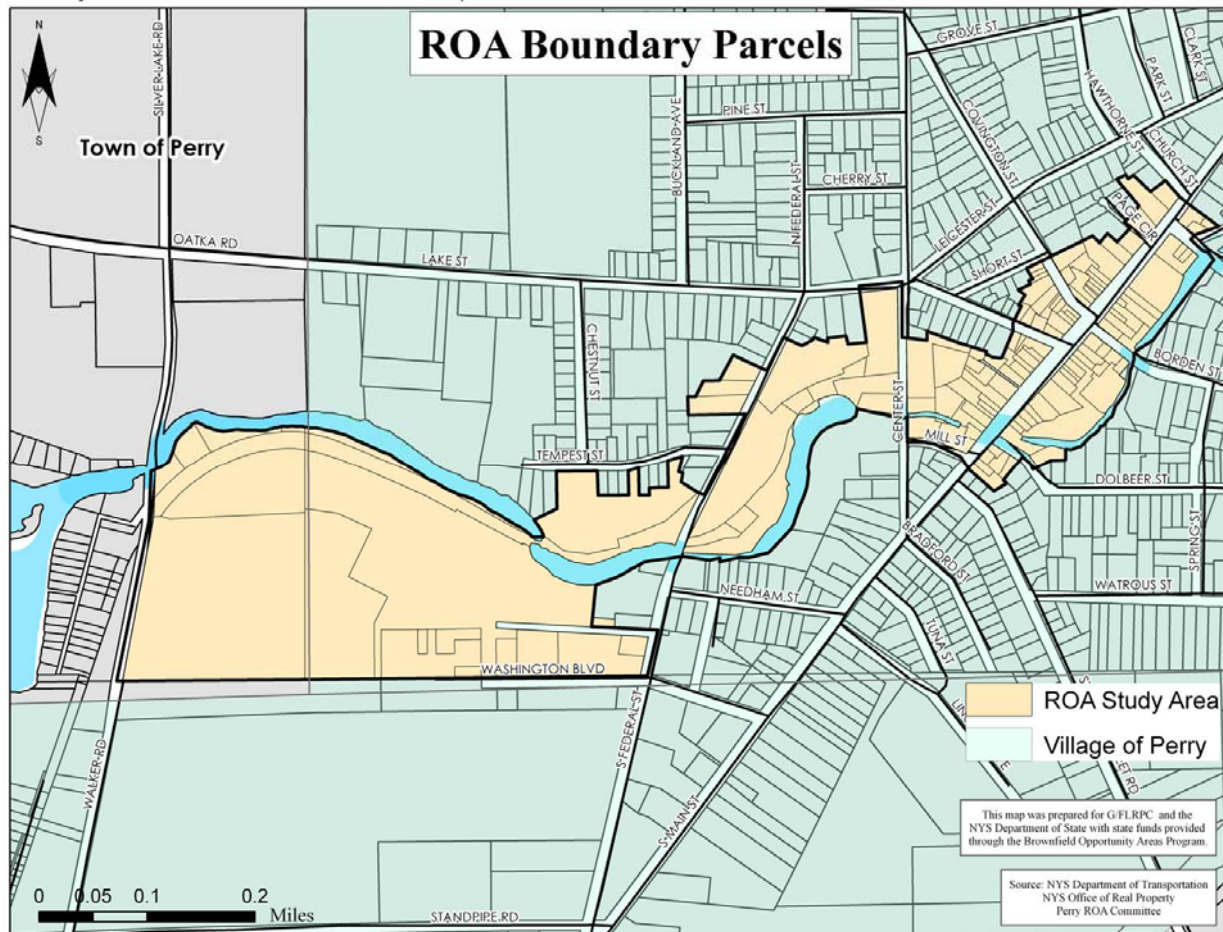 ROA Boundary Parcels
N
S
Town of Perry
SILVER LAKE RD
OATKA RD
LAKE ST
BUCKLAND AVE
PINE ST
N FEDERAL ST
CHERRY ST
GROVE ST
COVINGTON ST
HAWTHORNE ST
PARK ST
CLARK ST
CHURCH ST
PAGE CIR
LEICESTER ST
SHORT ST
CHESTNUT ST
TEMPEST ST
CENTER ST
MILL ST
BORDEN ST
DOLBEER ST
SPRING ST
BRADFORD ST
WATROUS ST
NEEDHAM ST
TUNA ST
WASHINGTON BLVD
WALKER RD
S FEDERAL ST
S MAIN ST
STANDPIPE RD
ROA Study Area
Village of Perry
This map was prepared for G/FLRPC and the
NYS Department of State with state funds provided
through the Brownfield Opportunity Areas Program.
Source: NYS Department of Transportation
NYS Office of Real Property
Perry ROA Committee
0 0.05 0.1 0.2
Miles